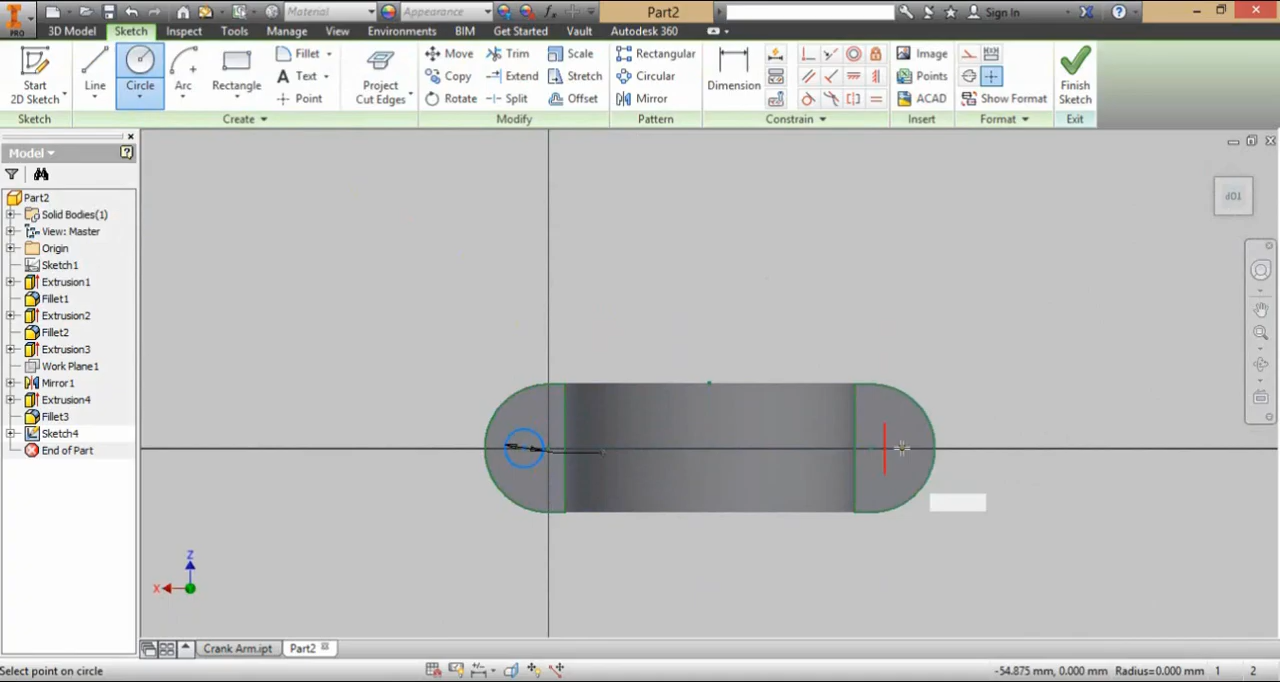 Material
Appearance
Part2
Sign In
PRO
3D Model
Sketch
Inspect
Tools
Manage
View
Environments
BIM
Get Started
Vault
Autodesk 360
Start
2D Sketch
Line
Circle
Arc
Rectangle
Fillet
Text
Point
Project
Cut Edges
Move
Copy
Rotate
Trim
Extend
Split
Scale
Stretch
Offset
Rectangular
Circular
Mirror
Dimension
Image
Points
ACAD
Show Format
Finish
Sketch
Sketch
Create
Modify
Pattern
Constrain
Insert
Format
Exit
Model
Part2
Solid Bodies(1)
View: Master
Origin
Sketch1
Extrusion1
Fillet1
Extrusion2
Fillet2
Extrusion3
Work Plane1
Mirror1
Extrusion4
Fillet3
Sketch4
End of Part
TOP
Z
X
Crank Arm.ipt
Part2
Select point on circle
-54.875 mm, 0.000 mm Radius=0.000 mm 1 2